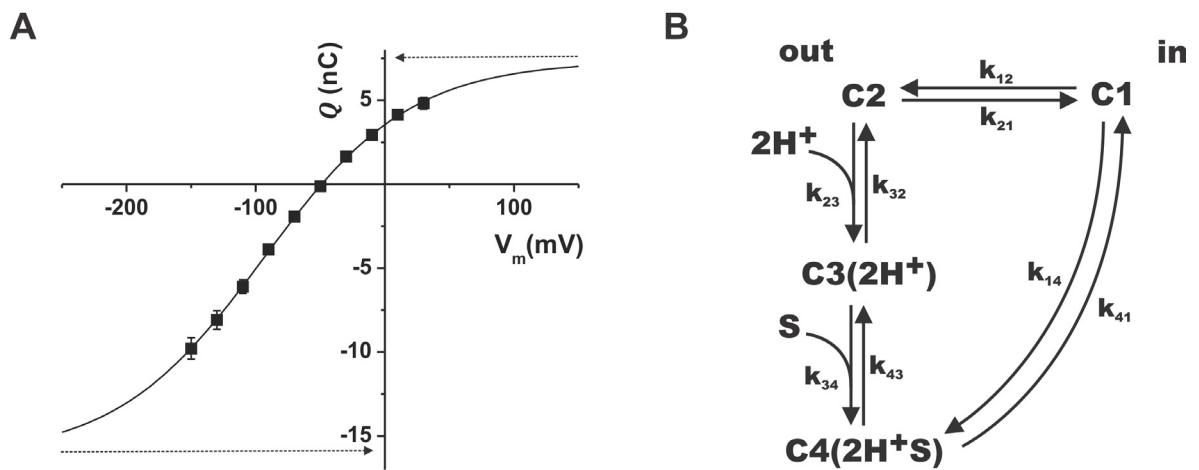 A
Q (nC)
5
-200
-100
100
Vm(mV)
-5
-10
-15
B
out
in
k12
C2
C1
k21
2H+
k23
k32
C3(2H+)
k14
S
k41
k34
k43
C4(2H+S)